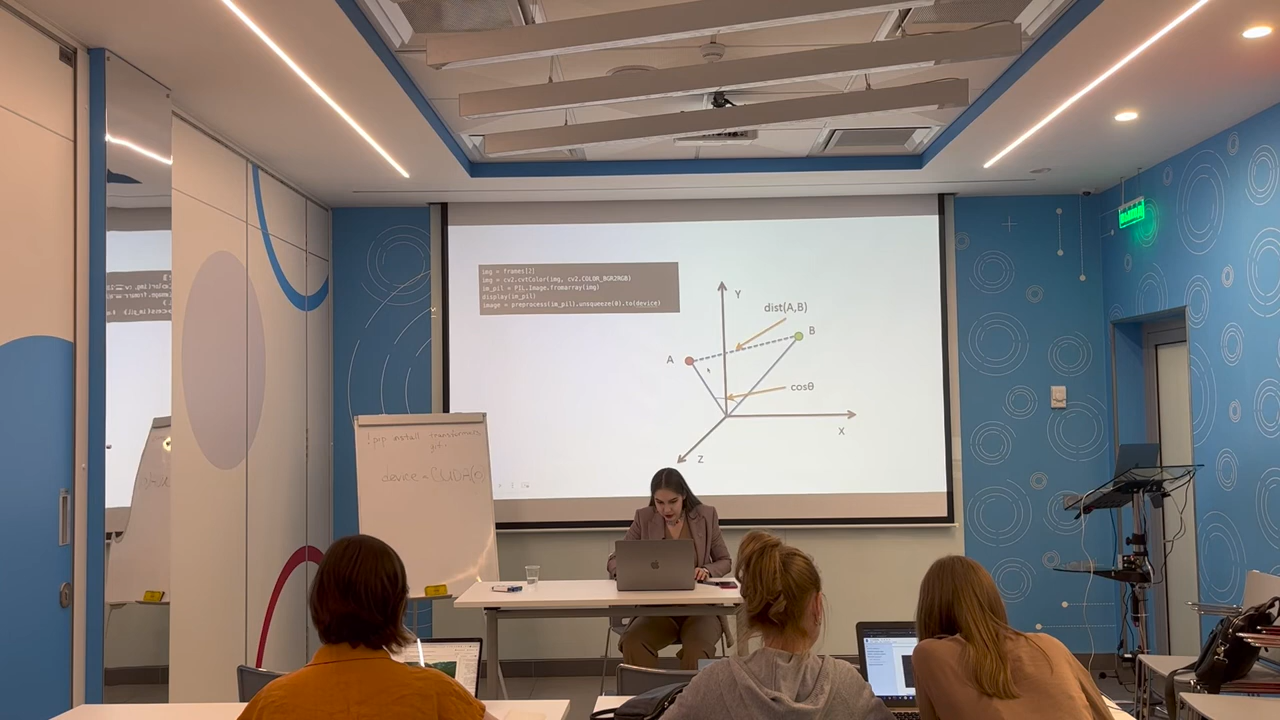 img = frames[2]
img = cv2.cvtColor(img, cv2.COLOR_BGR2RGB)
im_pil = PIL.Image.fromarray(img)
display(im_pil)
image = preprocess(im_pil).unsqueeze(0).to(device)
Y
dist(A,B)
B
A
cosθ
X
Z
!pip install transformers
device = CUDA(0)